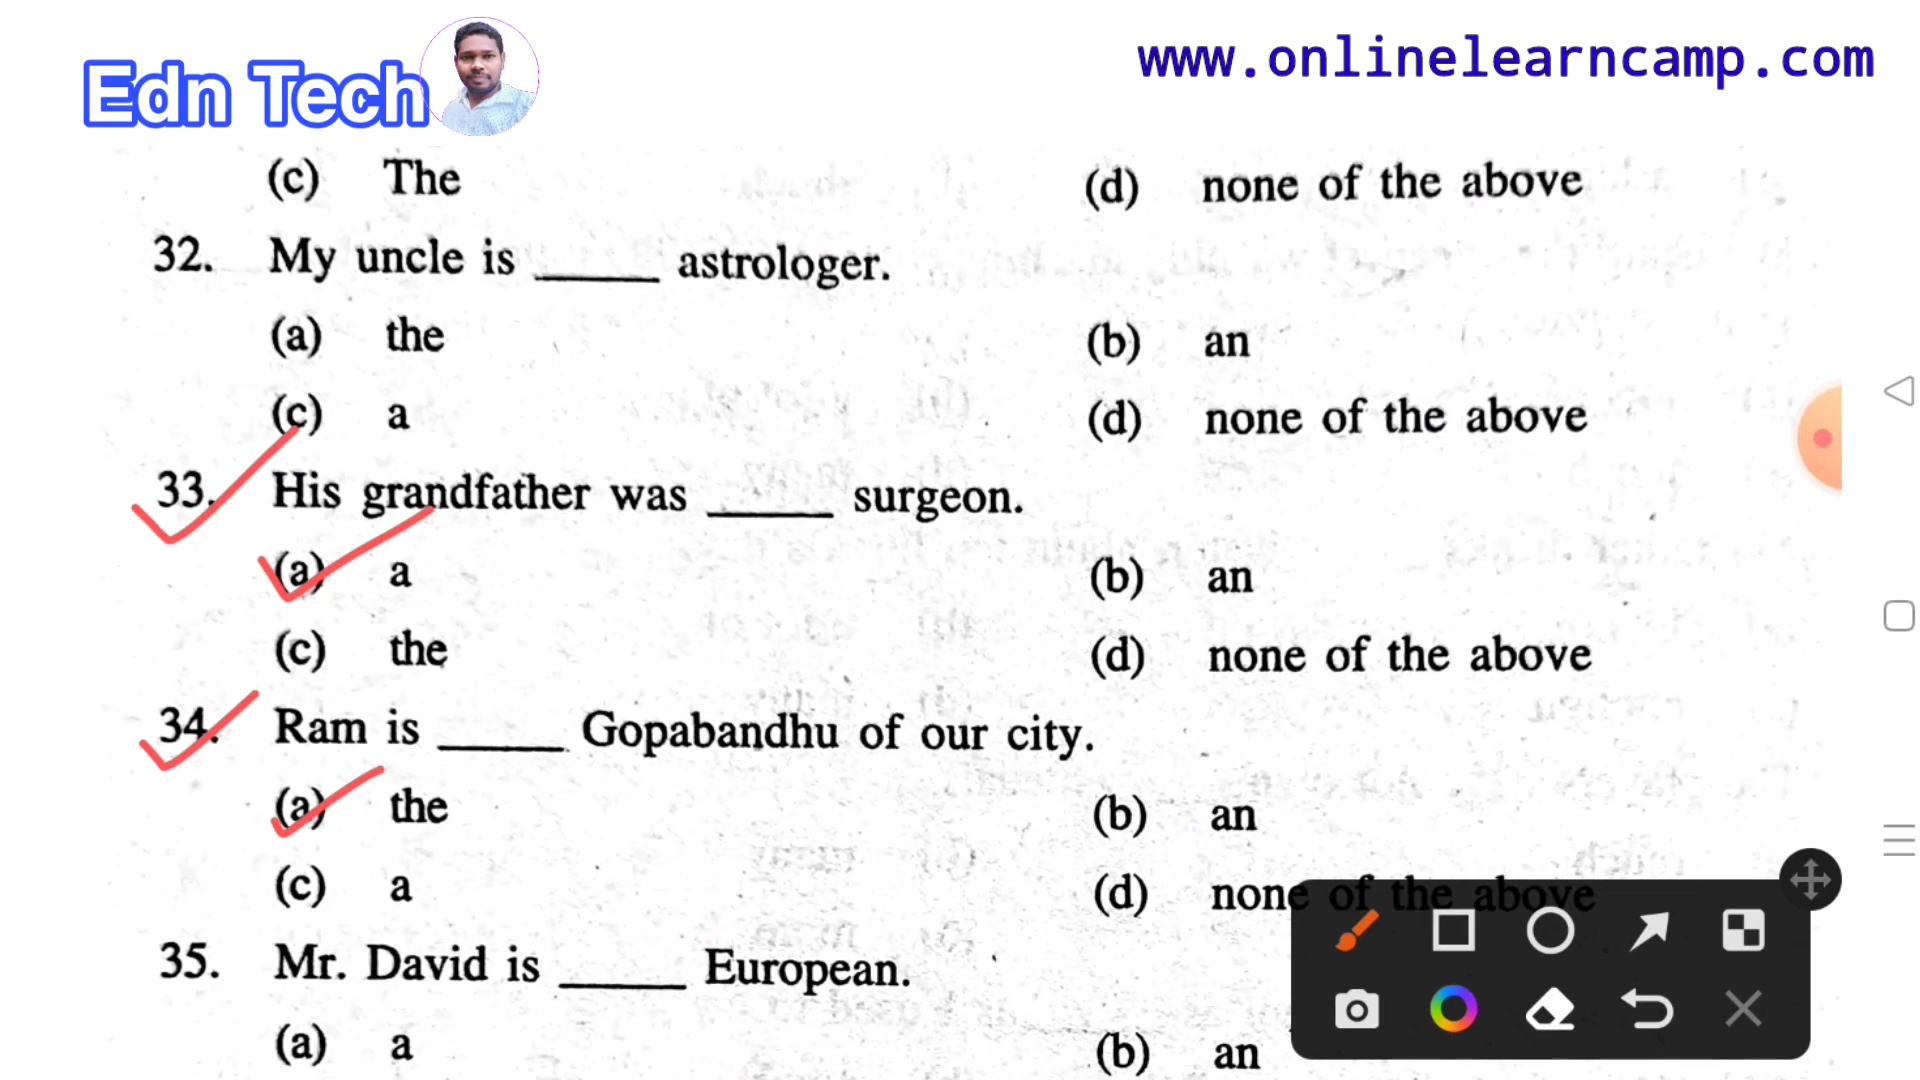 Edn Tech
www.onlinelearncamp.com
(c) The (d) none of the above
32. My uncle is _____ astrologer.
(a) the (b) an
(c) a (d) none of the above
33. His grandfather was _____ surgeon.
(a) a (b) an
(c) the (d) none of the above
34. Ram is _____ Gopabandhu of our city.
(a) the (b) an
(c) a (d) none of the above
35. Mr. David is _____ European.
(a) a (b) an